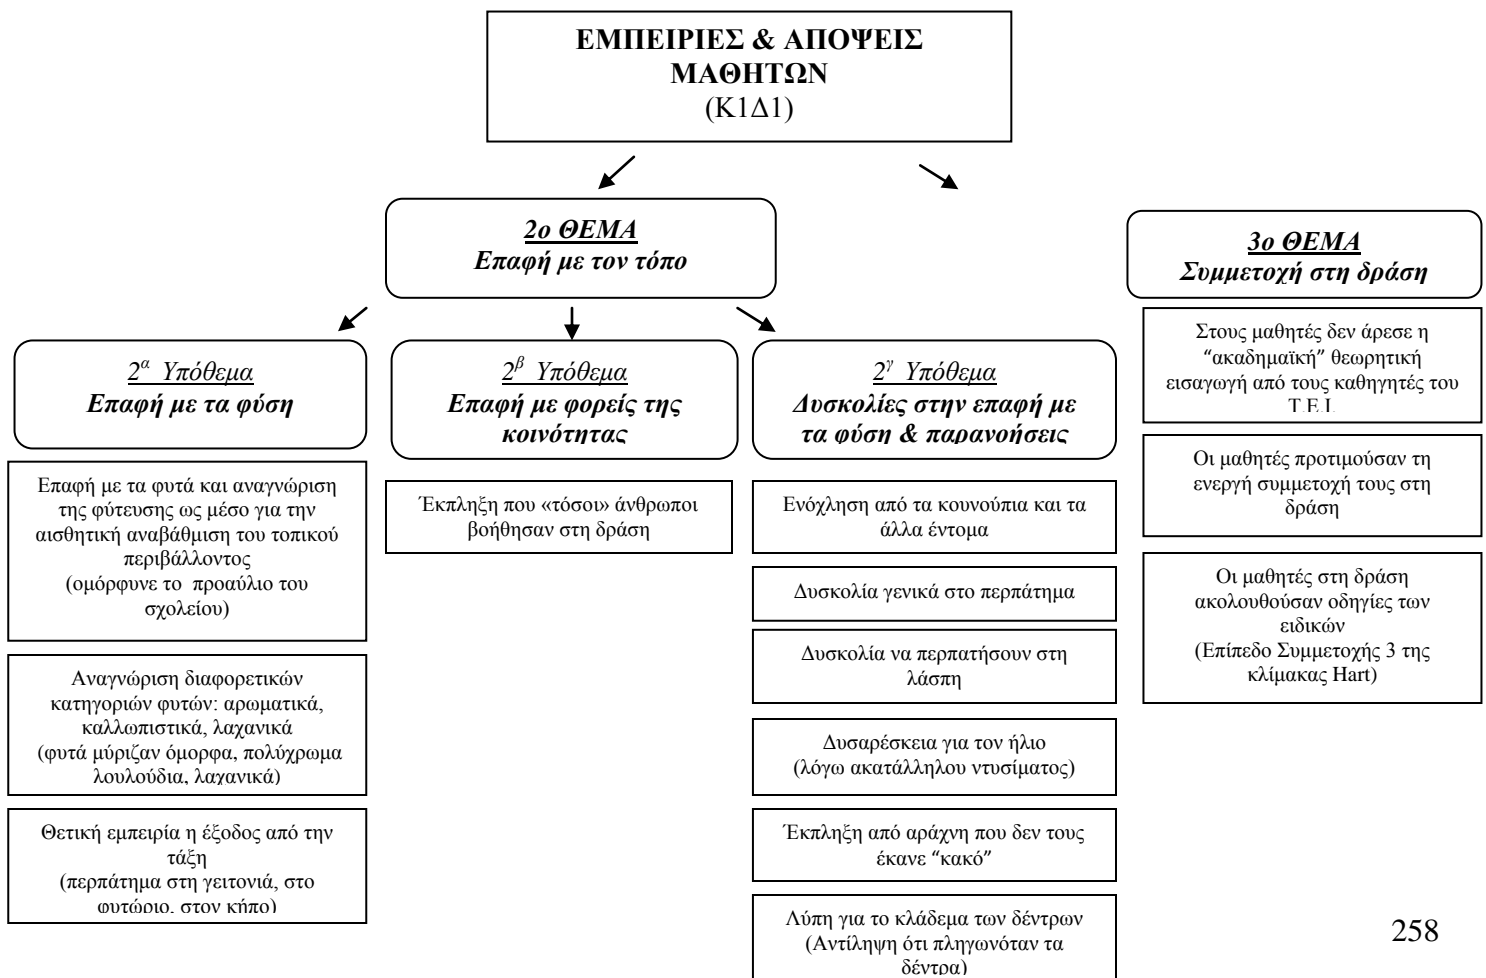 ΕΜΠΕΙΡΙΕΣ & ΑΠΟΨΕΙΣ
ΜΑΘΗΤΩΝ
(Κ1Δ1)
2ο ΘΕΜΑ
Επαφή με τον τόπο
3ο ΘΕΜΑ
Συμμετοχή στη δράση
2α Υπόθεμα
Επαφή με τα φύση
Επαφή με τα φυτά και αναγνώριση
της φύτευσης ως μέσο για την
αισθητική αναβάθμιση του τοπικού
περιβάλλοντος
(ομόρφυνε το προαύλιο του
σχολείου)
Αναγνώριση διαφορετικών
κατηγοριών φυτών: αρωματικά,
καλλωπιστικά, λαχανικά
(φυτά μύριζαν όμορφα, πολύχρωμα
λουλούδια, λαχανικά)
Θετική εμπειρία η έξοδος από την
τάξη
(περπάτημα στη γειτονιά, στο
φυτώριο, στον κήπο)
2β Υπόθεμα
Επαφή με φορείς της
κοινότητας
Έκπληξη που «τόσοι» άνθρωποι
βοήθησαν στη δράση
2γ Υπόθεμα
Δυσκολίες στην επαφή με
τα φύση & παρανοήσεις
Ενόχληση από τα κουνούπια και τα
άλλα έντομα
Δυσκολία γενικά στο περπάτημα
Δυσκολία να περπατήσουν στη
λάσπη
Δυσαρέσκεια για τον ήλιο
(λόγω ακατάλληλου ντυσίματος)
Έκπληξη από αράχνη που δεν τους
έκανε “κακό”
Λύπη για το κλάδεμα των δέντρων
(Αντίληψη ότι πληγωνόταν τα
δέντρα)
Στους μαθητές δεν άρεσε η
“ακαδημαϊκή” θεωρητική
εισαγωγή από τους καθηγητές του
Τ.Ε.Ι.
Οι μαθητές προτιμούσαν τη
ενεργή συμμετοχή τους στη
δράση
Οι μαθητές στη δράση
ακολουθούσαν οδηγίες των
ειδικών
(Επίπεδο Συμμετοχής 3 της
κλίμακας Hart)
258